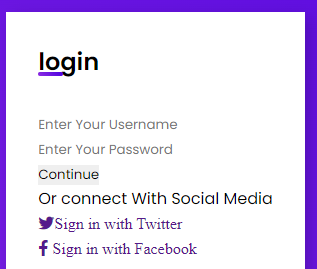 login
Enter Your Username
Enter Your Password
Continue
Or connect With Social Media
Sign in with Twitter
Sign in with Facebook